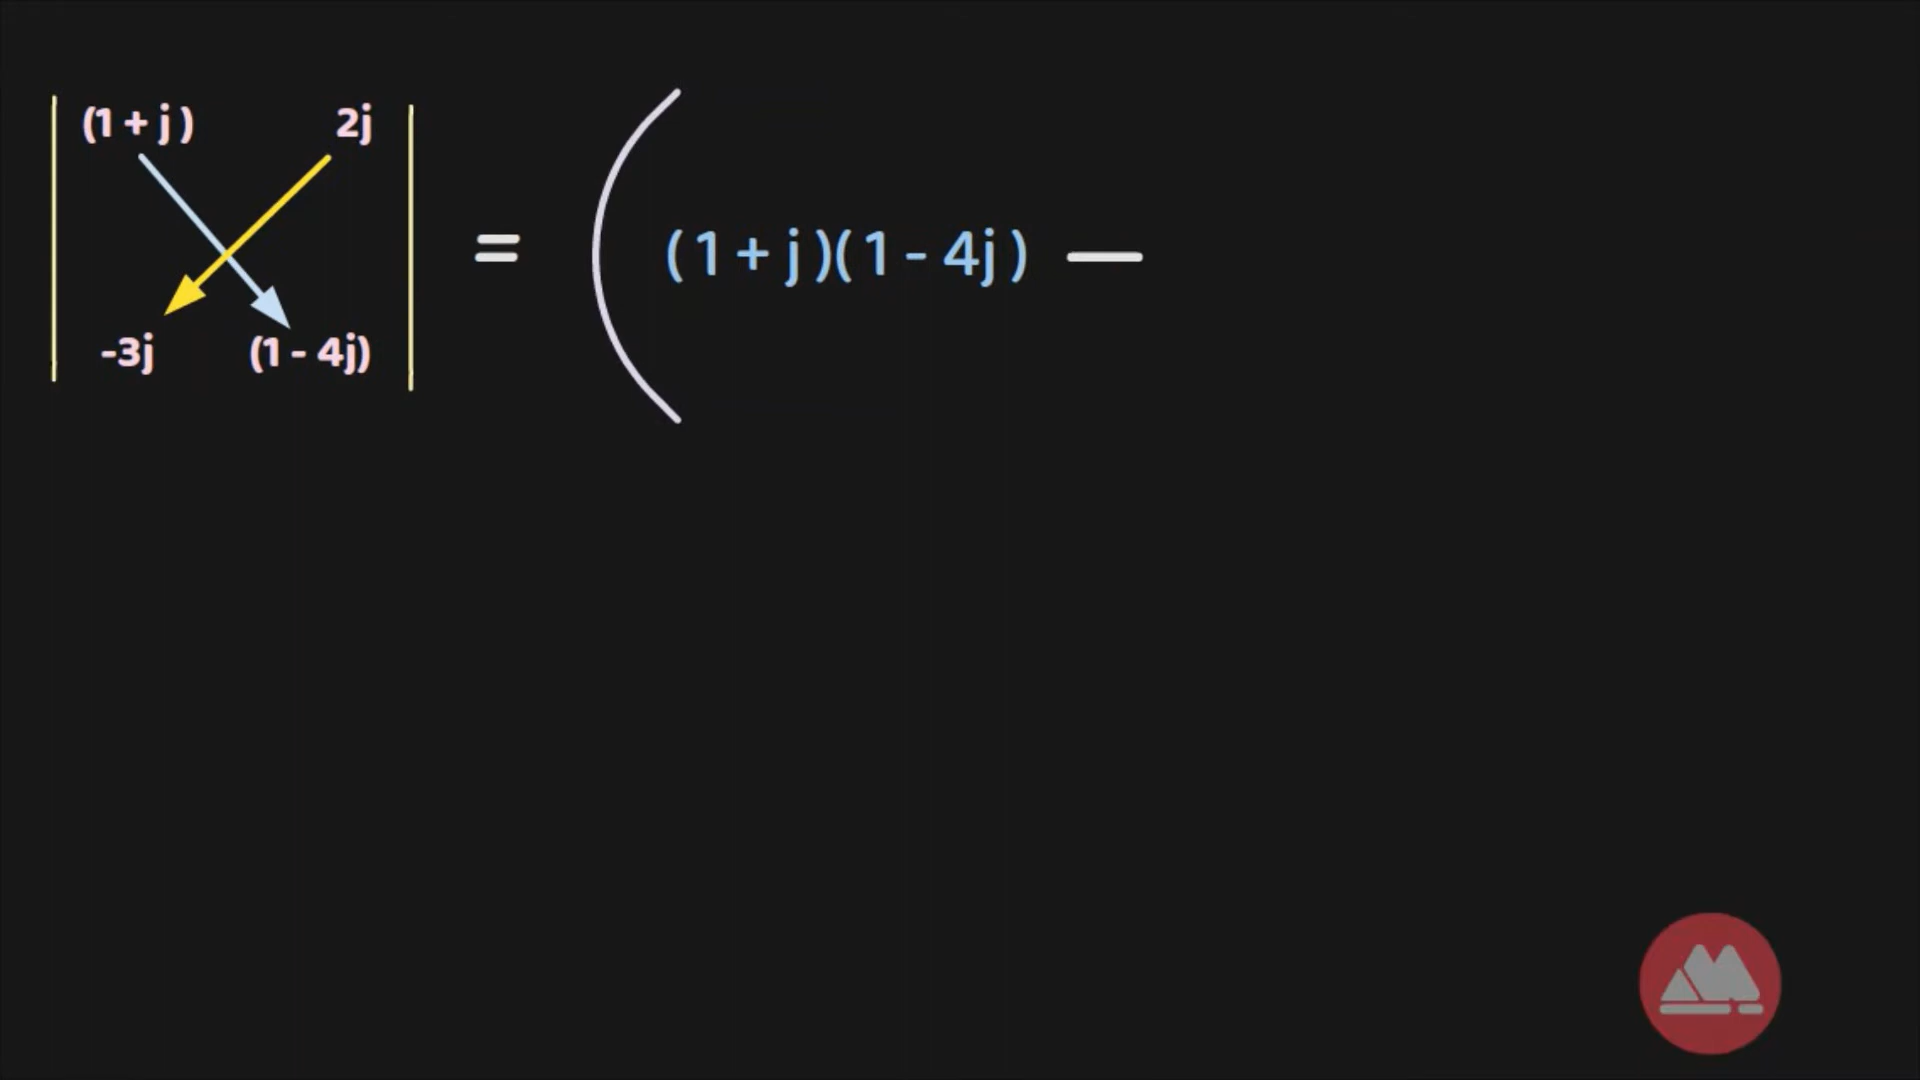 (1 + j ) 2j
= ( (1 + j )(1 - 4j ) —
-3j (1 - 4j)